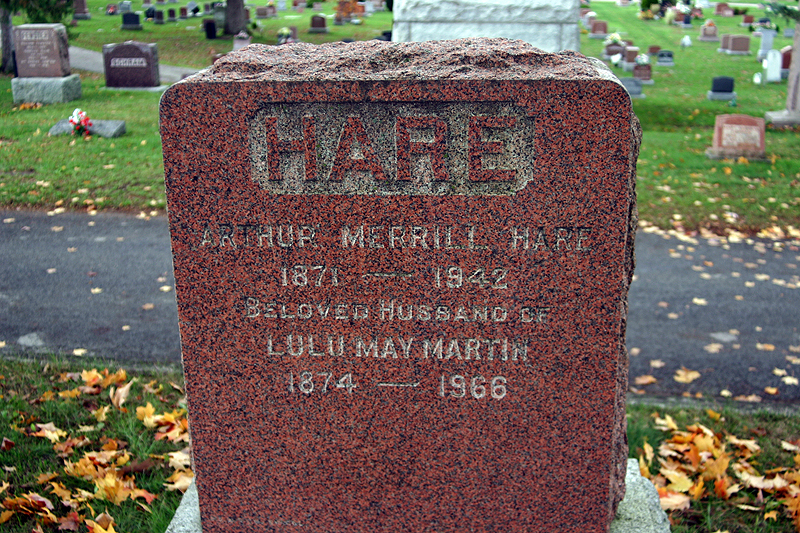 HARE
ARTHUR MERRILL HARE
1871 — 1942
BELOVED HUSBAND OF
LULU MAY MARTIN
1874 — 1966